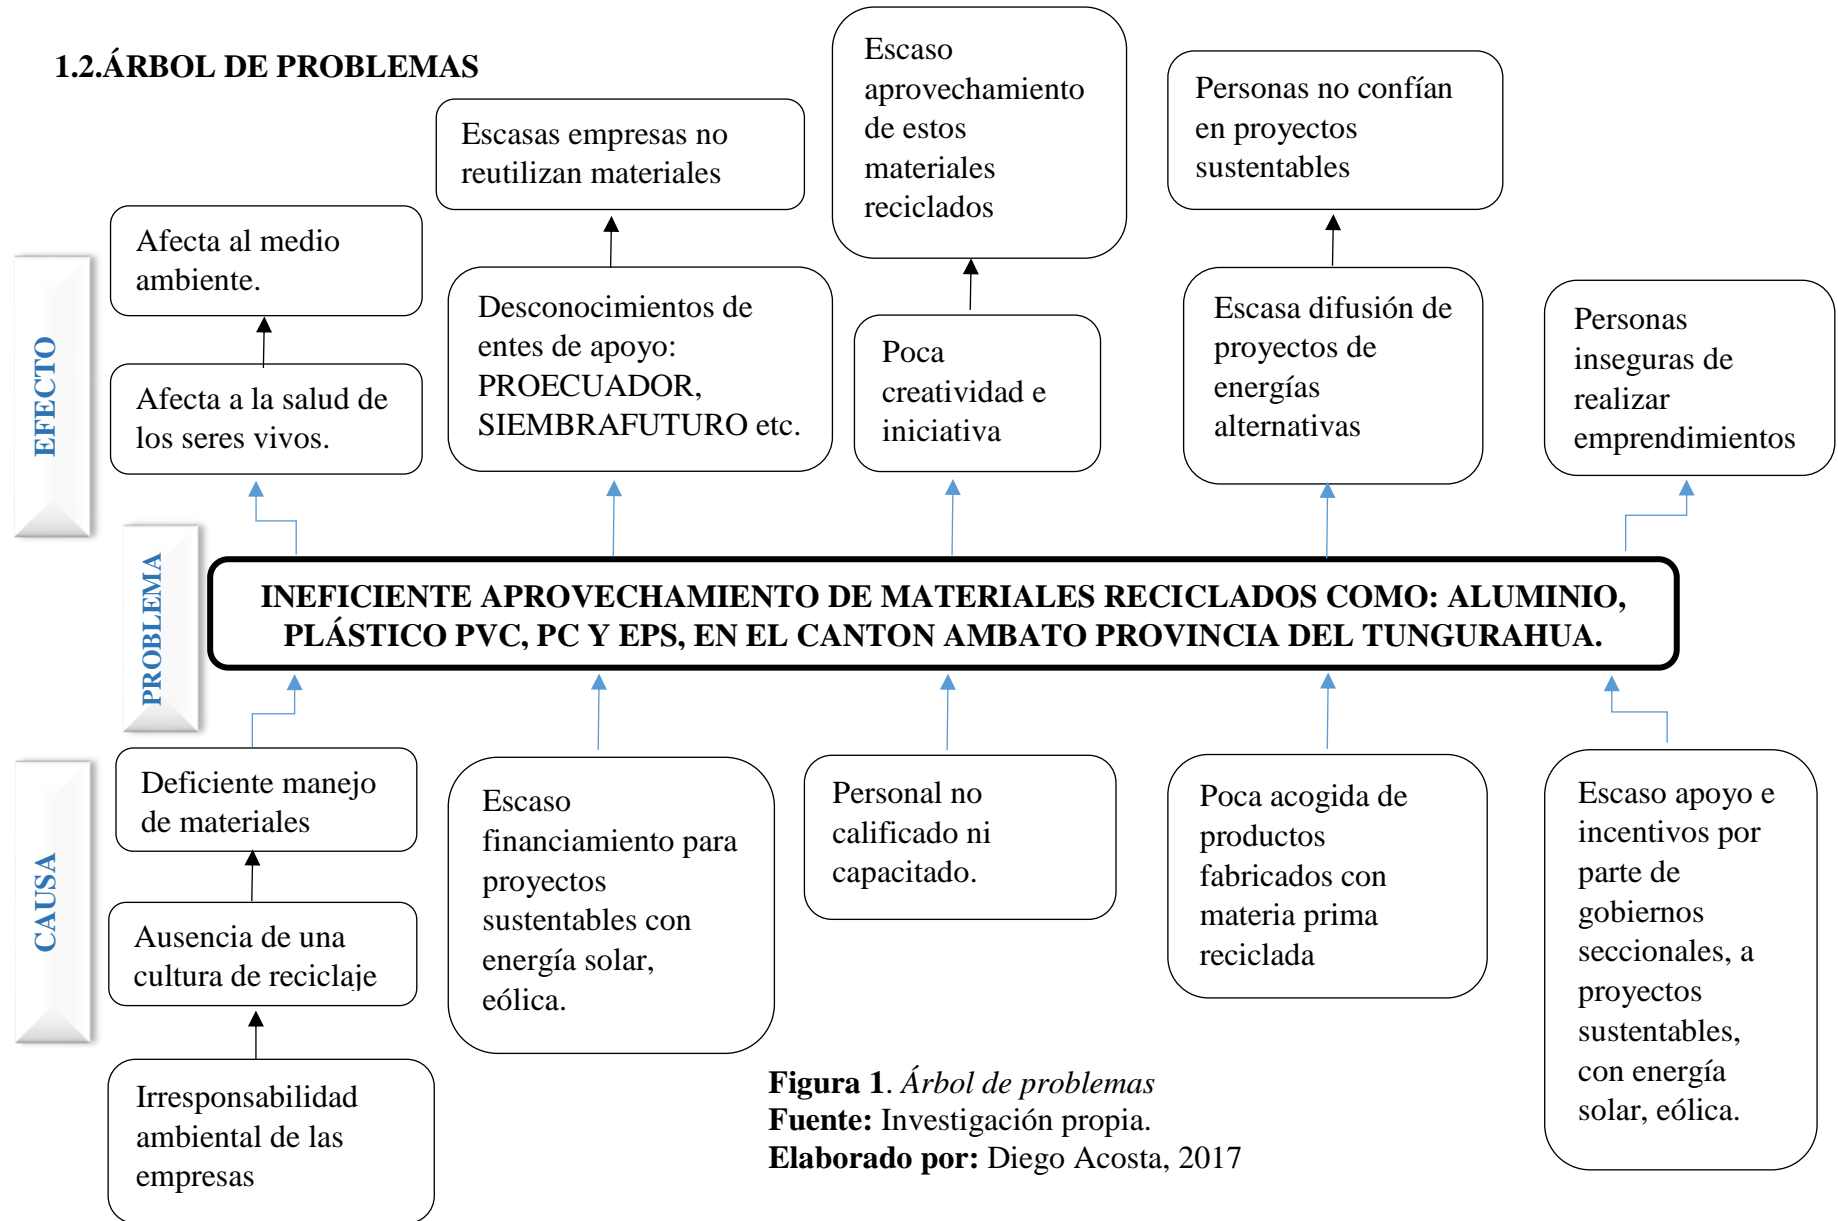 1.2.ÁRBOL DE PROBLEMAS
Escaso
aprovechamiento
de estos
materiales
reciclados
Personas no confían
en proyectos
sustentables
Escasas empresas no
reutilizan materiales
Afecta al medio
ambiente.
Desconocimientos de
entes de apoyo:
PROECUADOR,
SIEMBRAFUTURO etc.
Poca
creatividad e
iniciativa
Escasa difusión de
proyectos de
energías
alternativas
Personas
inseguras de
realizar
emprendimientos
EFECTO
Afecta a la salud de
los seres vivos.
PROBLEMA
INEFICIENTE APROVECHAMIENTO DE MATERIALES RECICLADOS COMO: ALUMINIO,
PLÁSTICO PVC, PC Y EPS, EN EL CANTON AMBATO PROVINCIA DEL TUNGURAHUA.
CAUSA
Deficiente manejo
de materiales
Ausencia de una
cultura de reciclaje
Irresponsabilidad
ambiental de las
empresas
Escaso
financiamiento para
proyectos
sustentables con
energía solar,
eólica.
Personal no
calificado ni
capacitado.
Poca acogida de
productos
fabricados con
materia prima
reciclada
Escaso apoyo e
incentivos por
parte de
gobiernos
seccionales, a
proyectos
sustentables,
con energía
solar, eólica.
Figura 1. Árbol de problemas
Fuente: Investigación propia.
Elaborado por: Diego Acosta, 2017